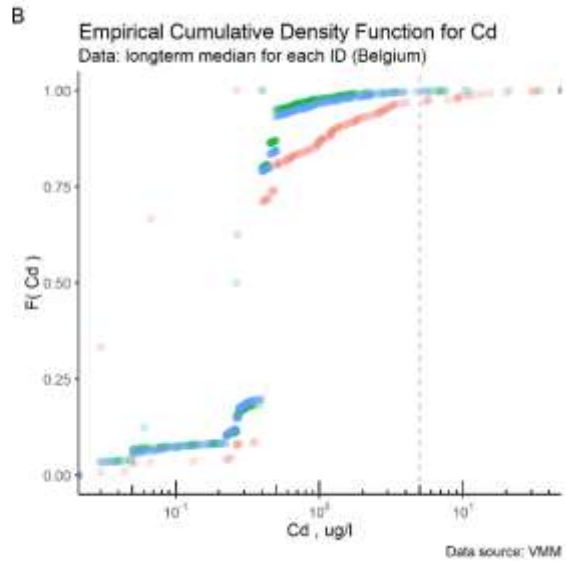 B
Empirical Cumulative Density Function for Cd
Data: longterm median for each ID (Belgium)
F( Cd )
1.00
0.75
0.50
0.25
0.00
10⁻¹ 10⁰ 10¹
Cd , ug/l
Data source: VMM